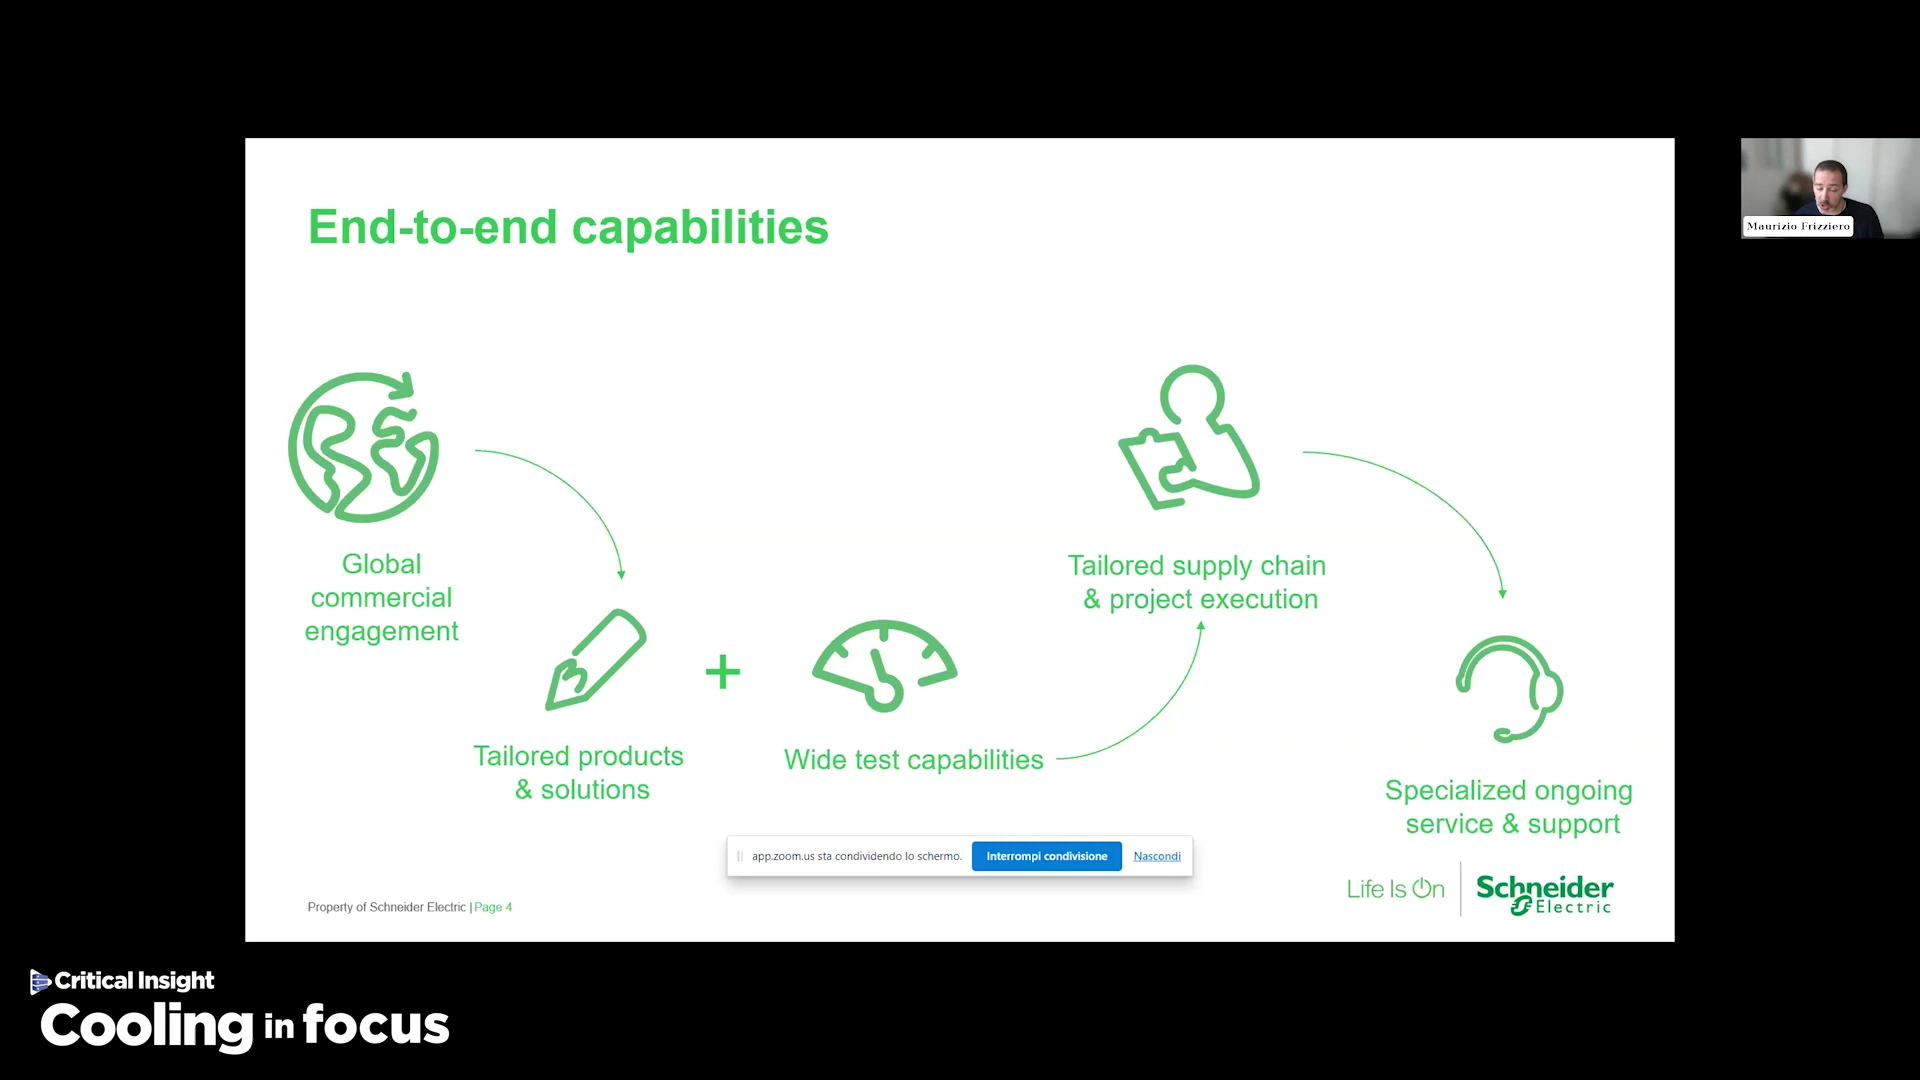 End-to-end capabilities
Maurizio Frizziero
Global
commercial
engagement
Tailored products
& solutions
+
Wide test capabilities
Tailored supply chain
& project execution
Specialized ongoing
service & support
app.zoom.us sta condividendo lo schermo. Interrompi condivisione Nascondi
Property of Schneider Electric | Page 4
Life Is On
Schneider
Electric
Critical Insight
Cooling in focus